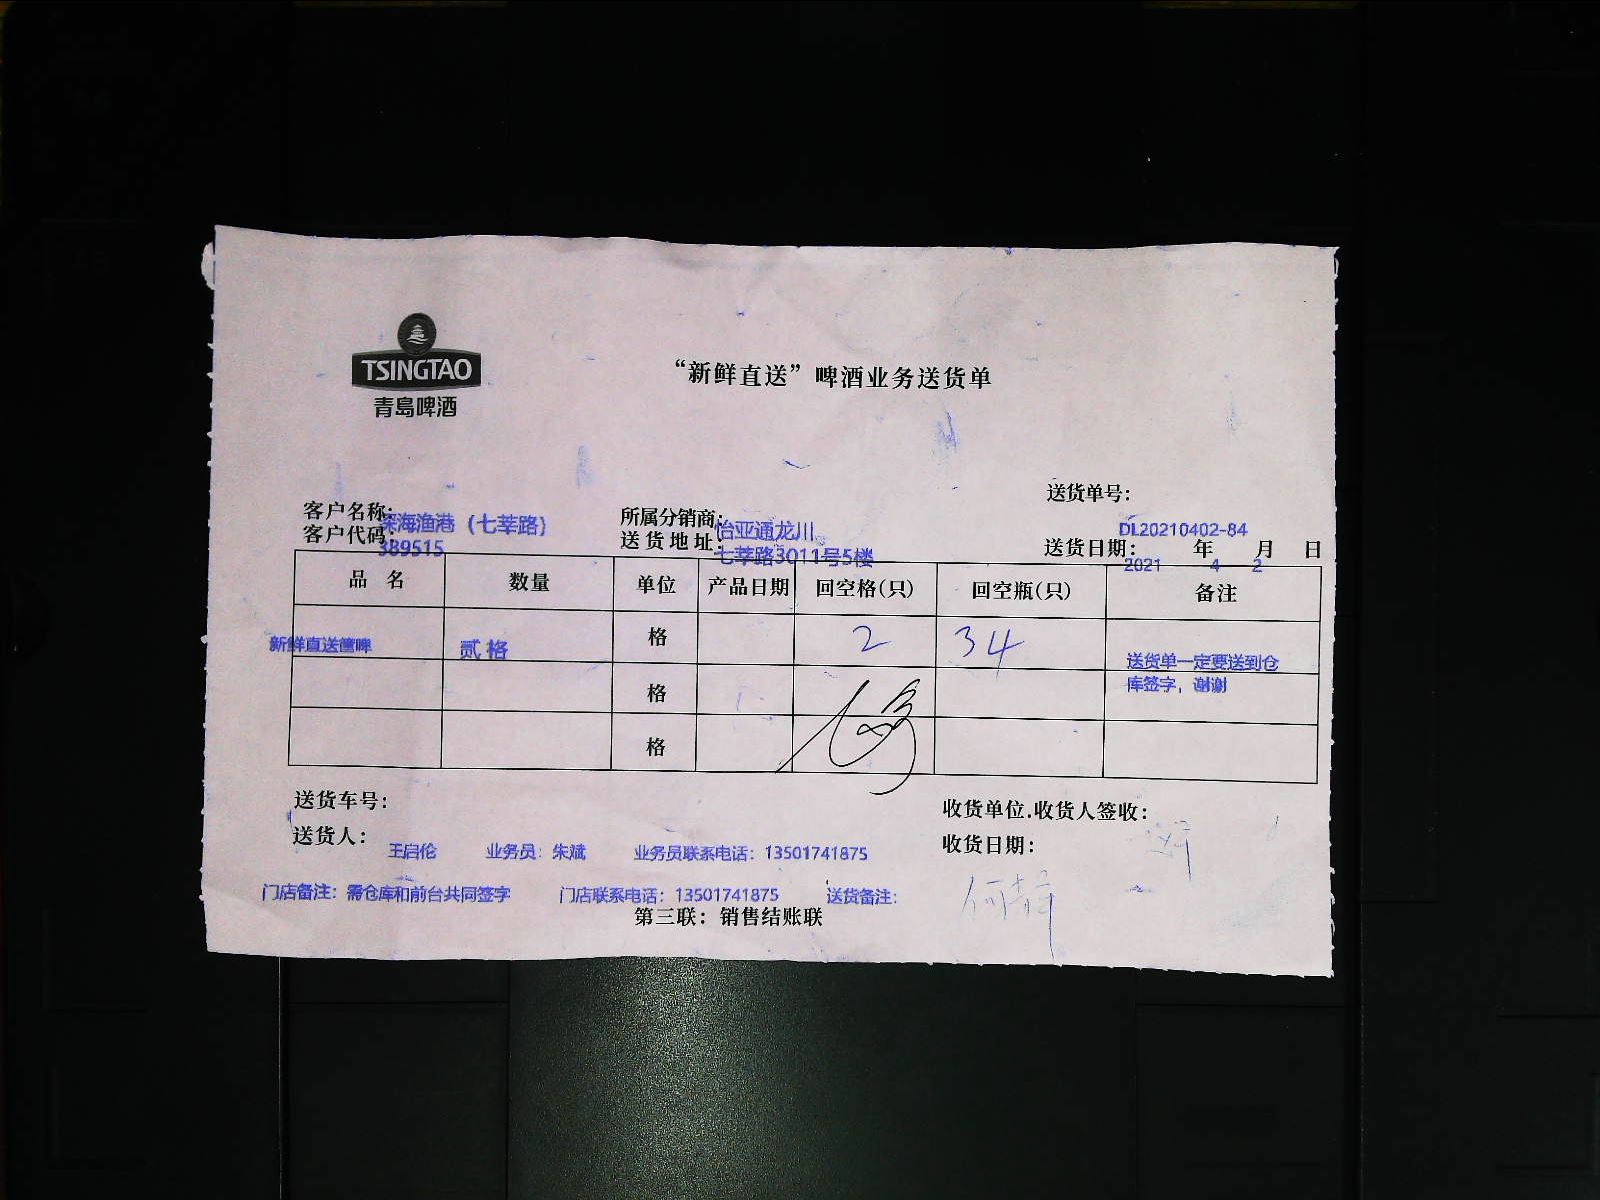 TSINGTAO
青島啤酒
“新鲜直送”啤酒业务送货单
送货单号：
DL20210402-84
客户名称：深海渔港（七莘路） 所属分销商：怡亚通龙川。
客户代码：389515 送货地址：七莘路3011号5楼 送货日期：2021年4月2日
品名 数量 单位 产品日期 回空格(只) 回空瓶(只) 备注
新鲜直送箽啤 贰格 格 2 34 送货单一定要送到仓库签字，谢谢
格
格
送货车号： 收货单位.收货人签收：
送货人：王启伦 业务员：朱斌 业务员联系电话：13501741875 收货日期：
门店备注：需仓库和前台共同签字 门店联系电话：13501741875 送货备注：
第三联：销售结账联